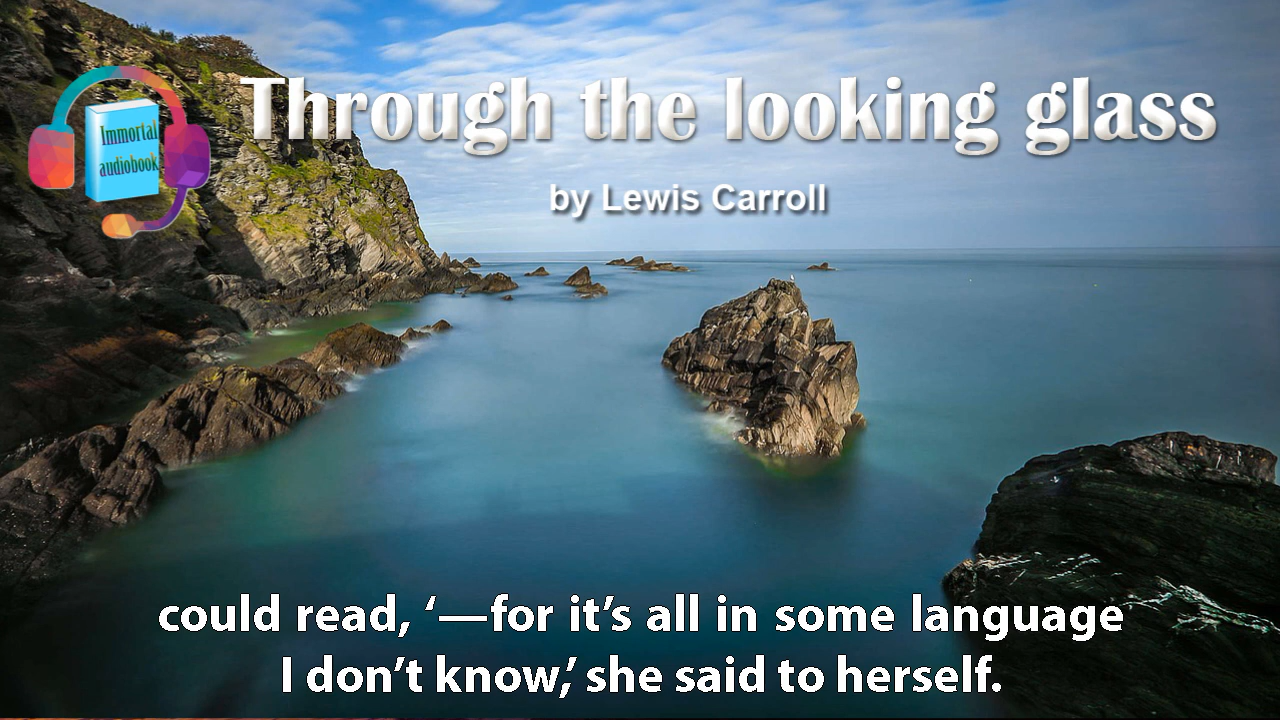 Through the looking glass
Immortal
audiobook
by Lewis Carroll
could read, ‘—for it’s all in some language
I don’t know,’ she said to herself.